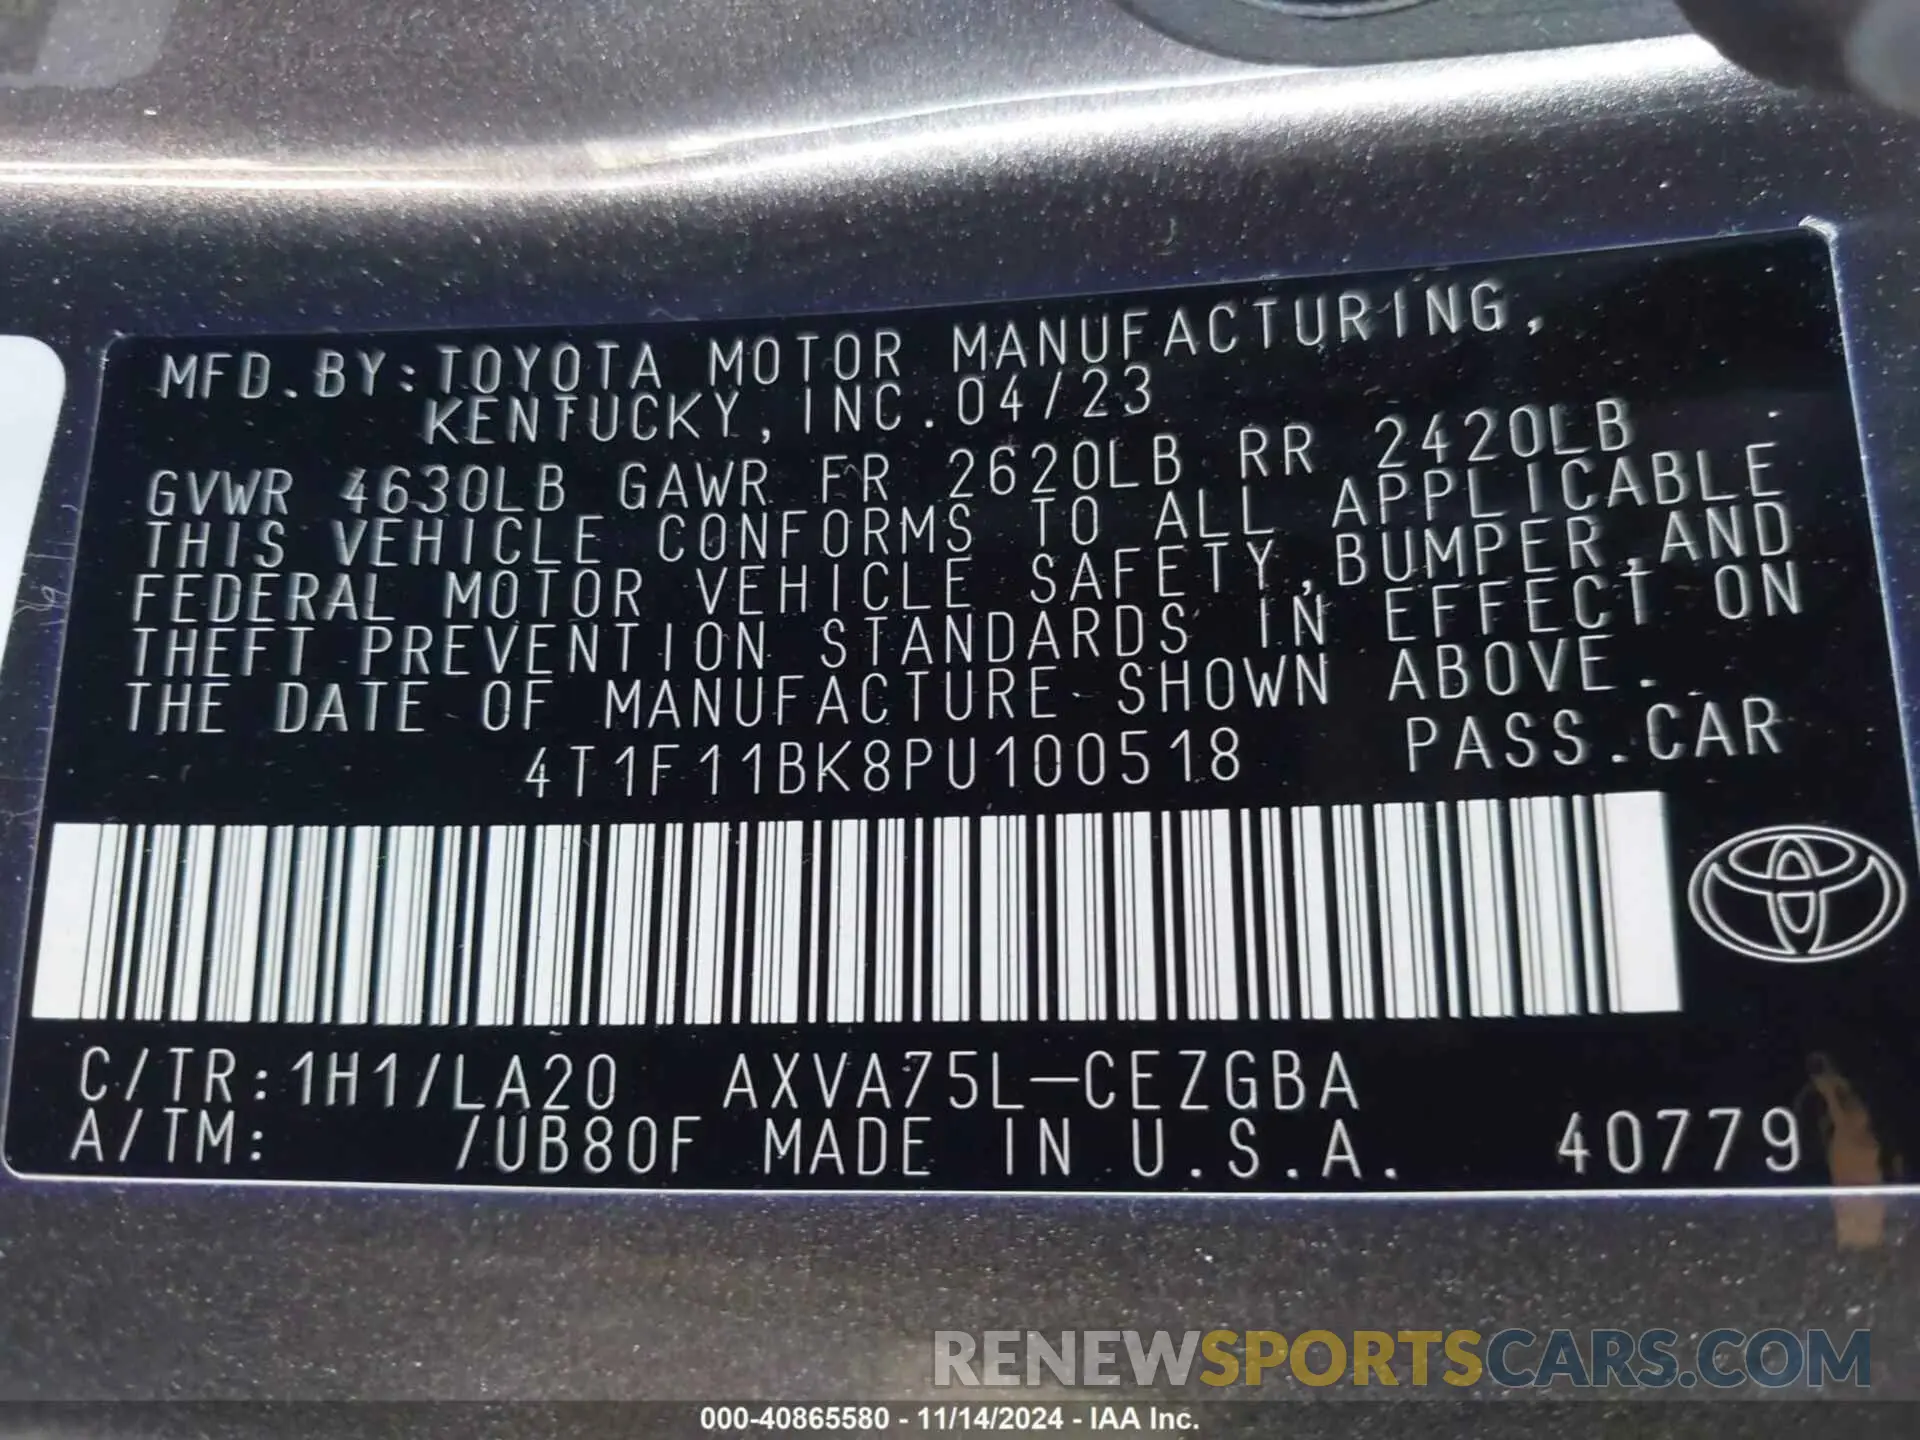 MFD.BY:TOYOTA MOTOR MANUFACTURING,
KENTUCKY, INC.04/23
GVWR 4630LB GAWR FR 2620LB RR 2420LB
THIS VEHICLE CONFORMS TO ALL APPLICABLE
FEDERAL MOTOR VEHICLE SAFETY,BUMPER,AND
THEFT PREVENTION STANDARDS IN EFFECT ON
THE DATE OF MANUFACTURE SHOWN ABOVE.
4T1F11BK8PU100518 PASS.CAR
C/TR:1H1/LA20 AXVA75L-CEZGBA
A/TM: /UB80F MADE IN U.S.A. 40779
RENEWSPORTSCARS.COM
000-40865580 - 11/14/2024 - IAA Inc.